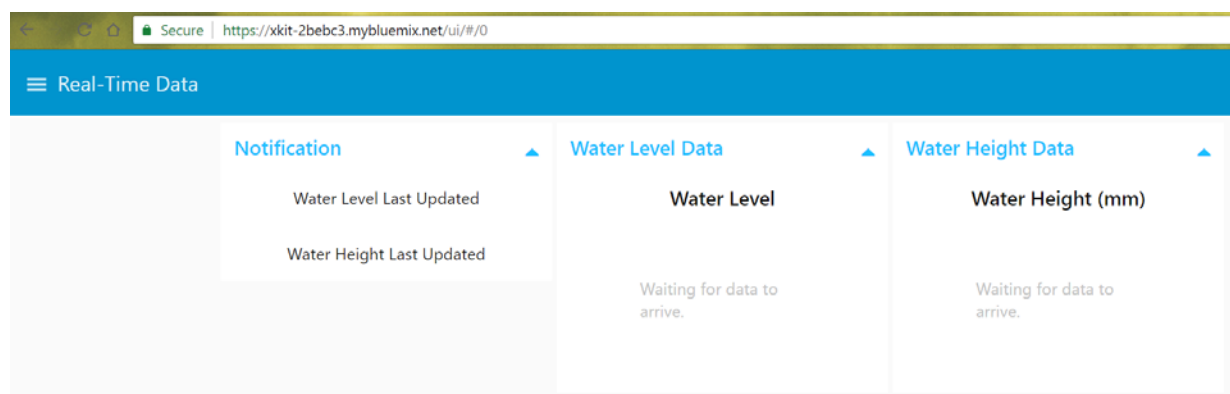 Secure | https://xkit-2bebc3.mybluemix.net/ui/#/0
Real-Time Data
Notification
Water Level Last Updated
Water Height Last Updated
Water Level Data
Water Level
Waiting for data to
arrive.
Water Height Data
Water Height (mm)
Waiting for data to
arrive.